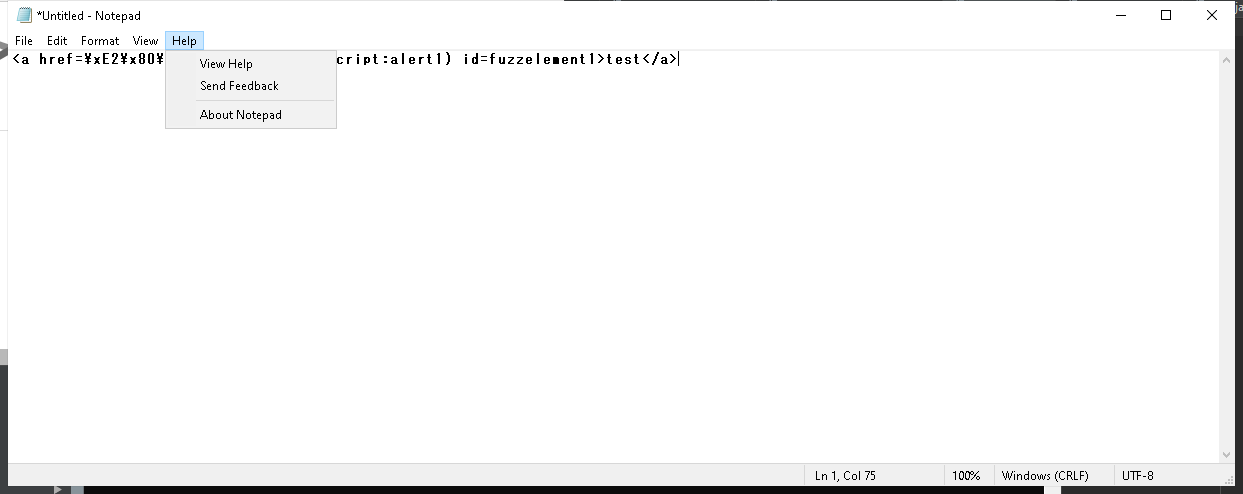 *Untitled - Notepad
File Edit Format View Help
<a href=¥xE2¥x80¥ cript:alert1) id=fuzzelement1>test</a>
View Help
Send Feedback
About Notepad
Ln 1, Col 75 100% Windows (CRLF) UTF-8